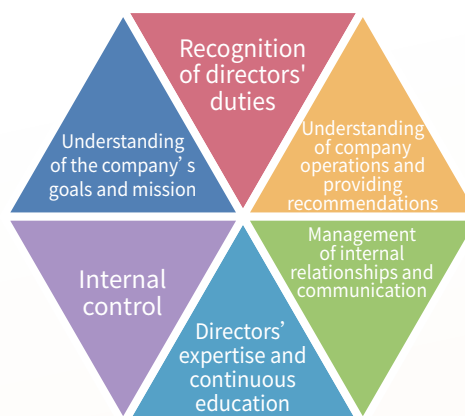 Recognition
of directors'
duties
Understanding
of the company’s
goals and mission
Understanding
of company
operations and
providing
recommendations
Internal
control
Management
of internal
relationships and
communication
Directors’
expertise and
continuous
education